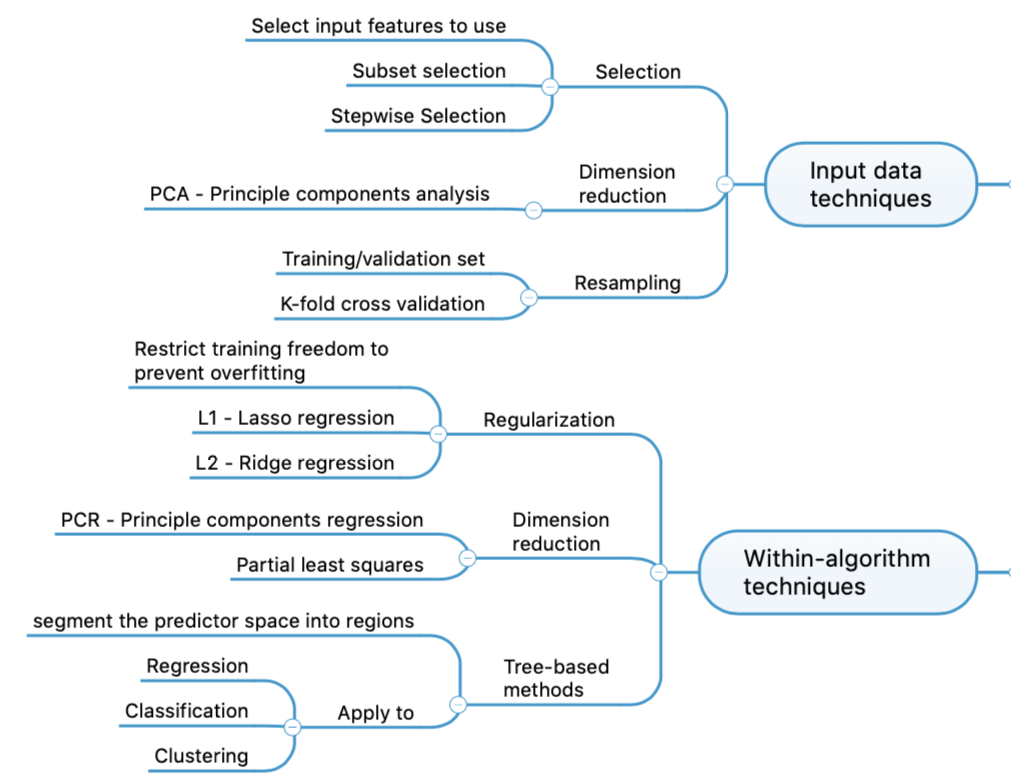 Select input features to use
Subset selection
Stepwise Selection
Selection
PCA - Principle components analysis
Dimension
reduction
Training/validation set
K-fold cross validation
Resampling
Input data
techniques
Restrict training freedom to
prevent overfitting
L1 - Lasso regression
L2 - Ridge regression
Regularization
PCR - Principle components regression
Partial least squares
Dimension
reduction
segment the predictor space into regions
Regression
Classification
Clustering
Apply to
Tree-based
methods
Within-algorithm
techniques